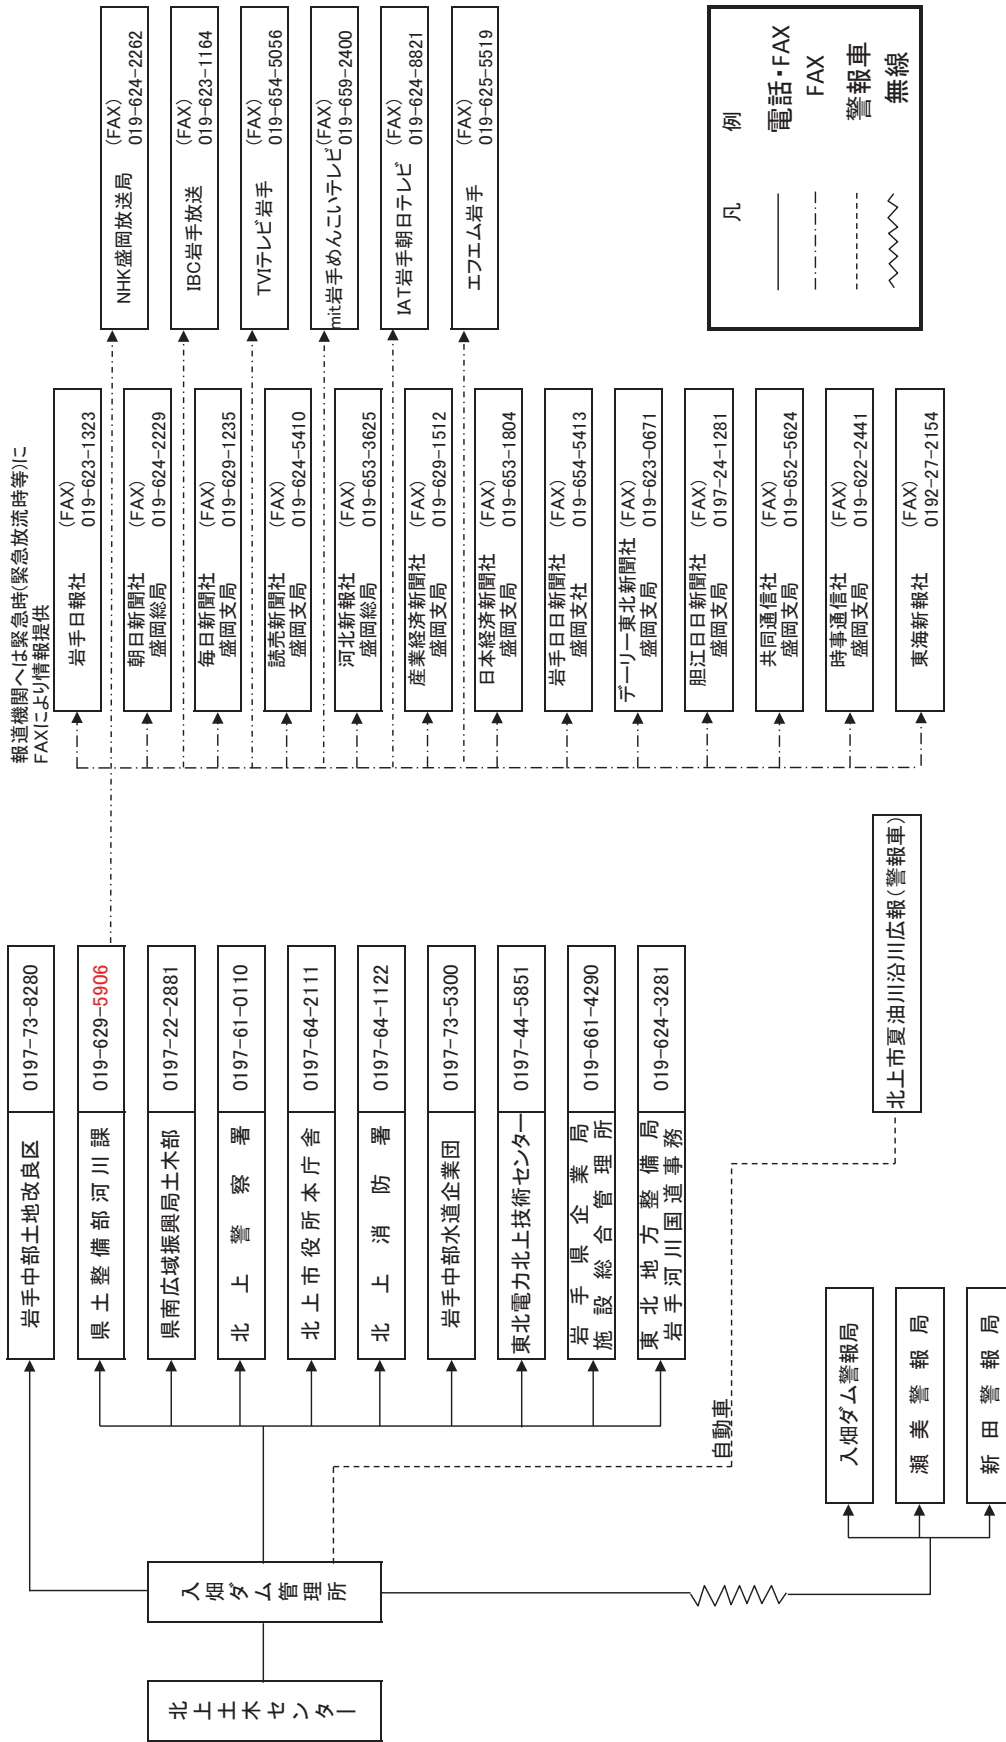 北上土木センター
入畑ダム管理所
岩手中部土地改良区 0197-73-8280
県土整備部河川課 019-629-5906
県南広域振興局土木部 0197-22-2881
北上警察署 0197-61-0110
北上市役所本庁舎 0197-64-2111
北上消防署 0197-64-1122
岩手中部水道企業団 0197-73-5300
東北電力北上技術センター 0197-44-5851
岩手県企業局
施設総合管理所 019-661-4290
東北地方整備局
岩手河川国道事務 019-624-3281
自動車
北上市夏油川沿川広報(警報車)
入畑ダム警報局
瀬美警報局
新田警報局
報道機関へは緊急時(緊急放流時等)に
FAXにより情報提供
岩手日報社 (FAX)
019-623-1323
朝日新聞社 (FAX)
盛岡総局 019-624-2229
毎日新聞社 (FAX)
盛岡支局 019-629-1235
読売新聞社 (FAX)
盛岡支局 019-624-5410
河北新報社 (FAX)
盛岡総局 019-653-3625
産業経済新聞社 (FAX)
盛岡支局 019-629-1512
日本経済新聞社 (FAX)
盛岡支局 019-653-1804
岩手日日新聞社 (FAX)
盛岡支社 019-654-5413
デーリー東北新聞社 (FAX)
盛岡支局 019-623-0671
胆江日日新聞社 (FAX)
盛岡支局 0197-24-1281
共同通信社 (FAX)
盛岡支局 019-652-5624
時事通信社 (FAX)
盛岡支局 019-622-2441
東海新報社 (FAX)
0192-27-2154
NHK盛岡放送局 (FAX)
019-624-2262
IBC岩手放送 (FAX)
019-623-1164
TVIテレビ岩手 (FAX)
019-654-5056
mit岩手めんこいテレビ (FAX)
019-659-2400
IAT岩手朝日テレビ (FAX)
019-624-8821
エフエム岩手 (FAX)
019-625-5519
凡 例
電話・FAX
FAX
警報車
無線